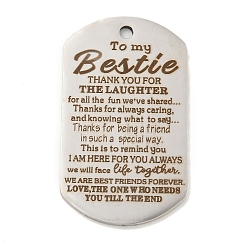 To my
Bestie
THANK YOU FOR
THE LAUGHTER
for all the fun we've shared...
Thanks for always caring,
and knowing what to say...
Thanks for being a friend
in such a special way.
This is to remind you
I AM HERE FOR YOU ALWAYS
we will face life together,
WE ARE BEST FRIENDS FOREVER.
LOVE,THE ONE WHO NEEDS
YOU TILL THE END